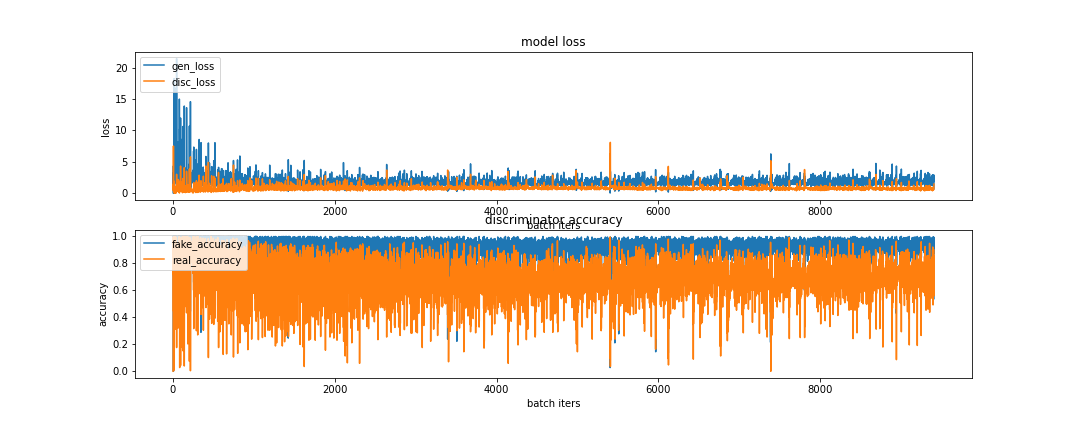 model loss
gen_loss
disc_loss
20
15
10
5
0
loss
0
2000
4000
6000
8000
batch iters
discriminator accuracy
fake_accuracy
real_accuracy
1.0
0.8
0.6
0.4
0.2
0.0
accuracy
0
2000
4000
6000
8000
batch iters